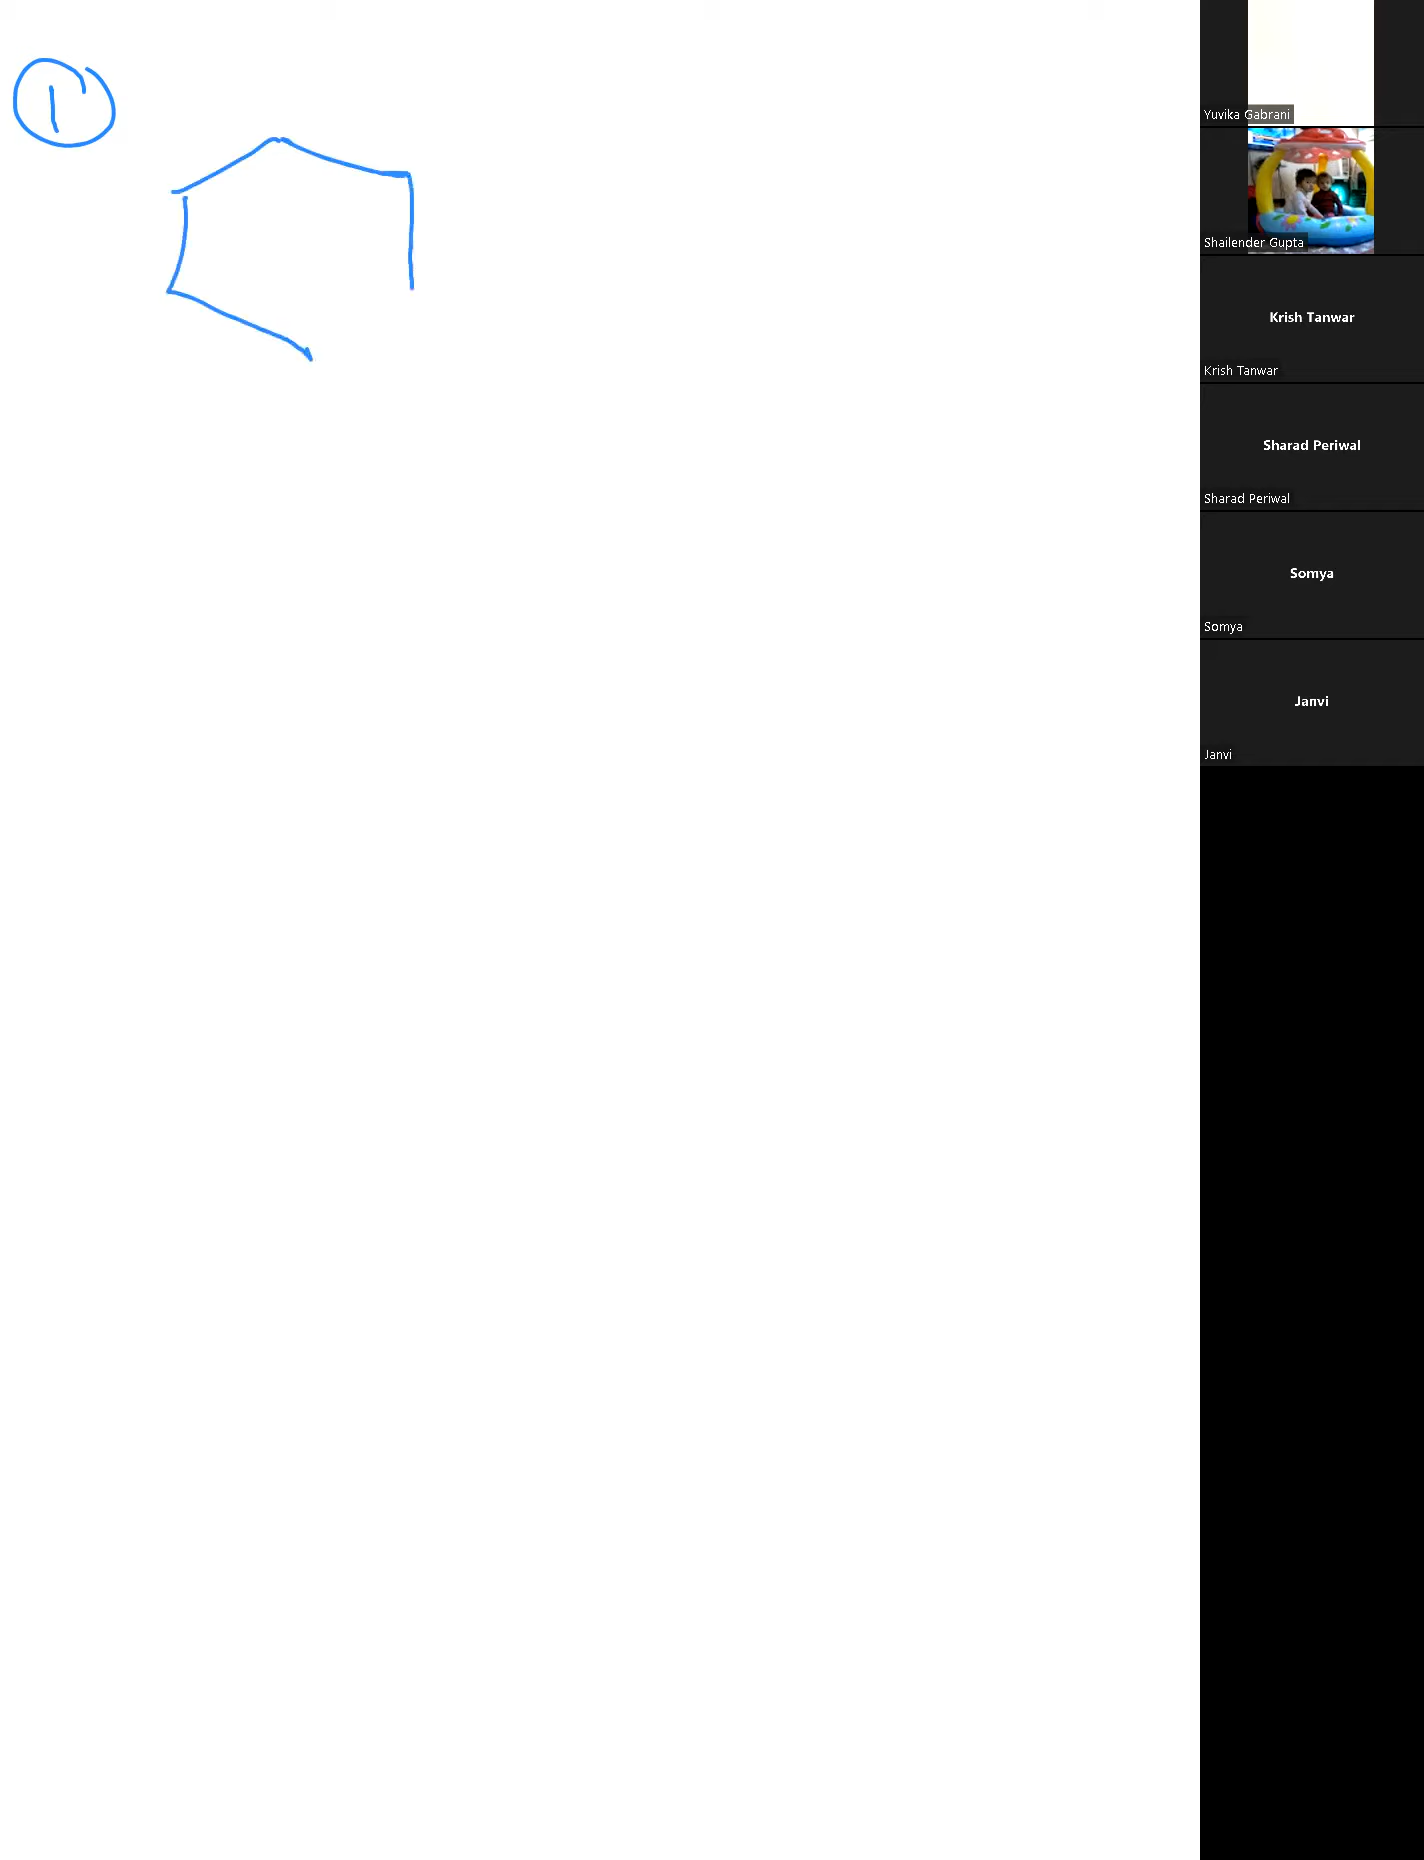 1
Yuvika Gabrani
Shailender Gupta
Krish Tanwar
Krish Tanwar
Sharad Periwal
Sharad Periwal
Somya
Somya
Janvi
Janvi